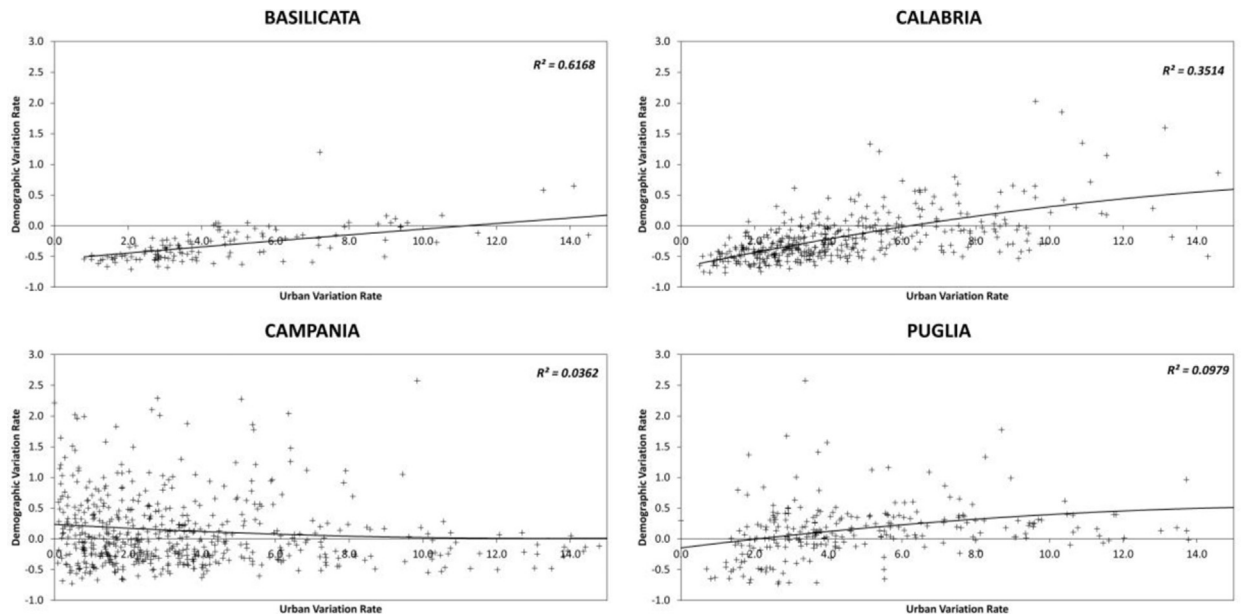 BASILICATA
Demographic Variation Rate
3.0
2.5
2.0
1.5
1.0
0.5
0.0
-0.5
-1.0
0.0 2.0 4.0 6.0 8.0 10.0 12.0 14.0
Urban Variation Rate
R² = 0.6168
CALABRIA
Demographic Variation Rate
3.0
2.5
2.0
1.5
1.0
0.5
0.0
-0.5
-1.0
0.0 2.0 4.0 6.0 8.0 10.0 12.0 14.0
Urban Variation Rate
R² = 0.3514
CAMPANIA
Demographic Variation Rate
3.0
2.5
2.0
1.5
1.0
0.5
0.0
-0.5
-1.0
0.0 2.0 4.0 6.0 8.0 10.0 12.0 14.0
Urban Variation Rate
R² = 0.0362
PUGLIA
Demographic Variation Rate
3.0
2.5
2.0
1.5
1.0
0.5
0.0
-0.5
-1.0
0.0 2.0 4.0 6.0 8.0 10.0 12.0 14.0
Urban Variation Rate
R² = 0.0979